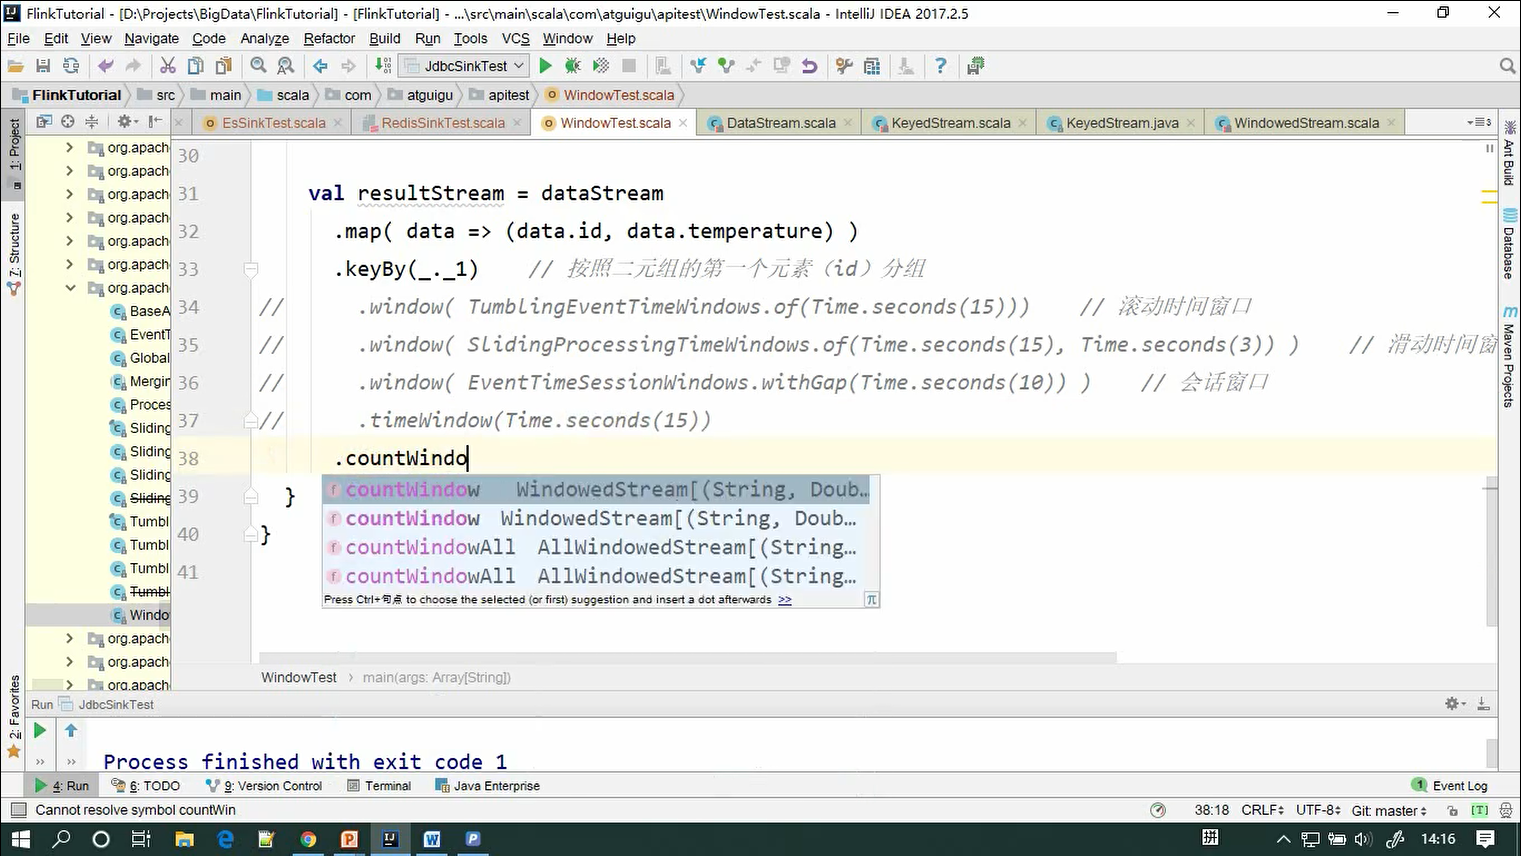 FlinkTutorial - [D:\Projects\BigData\FlinkTutorial] - [FlinkTutorial] - ...\src\main\scala\com\atguigu\apitest\WindowTest.scala - IntelliJ IDEA 2017.2.5
File Edit View Navigate Code Analyze Refactor Build Run Tools VCS Window Help
JdbcSinkTest
FlinkTutorial src main scala com atguigu apitest WindowTest.scala
EsSinkTest.scala RedisSinkTest.scala WindowTest.scala DataStream.scala KeyedStream.scala KeyedStream.java WindowedStream.scala
1: Project
7: Structure
2: Favorites
Ant Build
Database
Maven Projects
org.apach
org.apach
org.apach
org.apach
org.apach
org.apach
org.apach
BaseA
EventT
Global
Mergin
Proces
Sliding
Sliding
Sliding
Sliding
Tumbl
Tumbl
Tumbl
Tumbl
Windo
org.apach
org.apach
org.apach
30
31 val resultStream = dataStream
32 .map( data => (data.id, data.temperature) )
33 .keyBy(_._1) // 按照二元组的第一个元素（id）分组
34 // .window( TumblingEventTimeWindows.of(Time.seconds(15))) // 滚动时间窗口
35 // .window( SlidingProcessingTimeWindows.of(Time.seconds(15), Time.seconds(3)) ) // 滑动时间窗
36 // .window( EventTimeSessionWindows.withGap(Time.seconds(10)) ) // 会话窗口
37 // .timeWindow(Time.seconds(15))
38 .countWindo
39 }
40 }
41
countWindow WindowedStream[(String, Doub...
countWindow WindowedStream[(String, Doub...
countWindowAll AllWindowedStream[(String...
countWindowAll AllWindowedStream[(String...
Press Ctrl+句点 to choose the selected (or first) suggestion and insert a dot afterwards >> π
WindowTest main(args: Array[String])
Run JdbcSinkTest
Process finished with exit code 1
4: Run 6: TODO 9: Version Control Terminal Java Enterprise 1 Event Log
Cannot resolve symbol countWin 38:18 CRLF UTF-8 Git: master [T]
拼 14:16